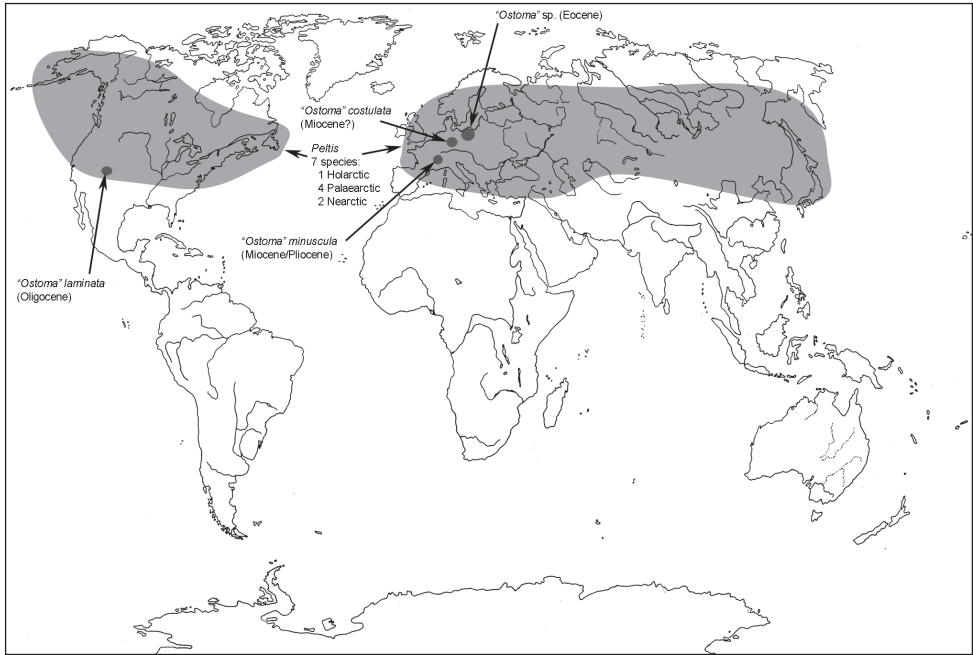 "Ostoma" sp. (Eocene)
"Ostoma" costulata
(Miocene?)
Peltis
7 species:
1 Holarctic
4 Palaearctic
2 Nearctic
"Ostoma" minuscula
(Miocene/Pliocene)
"Ostoma" laminata
(Oligocene)